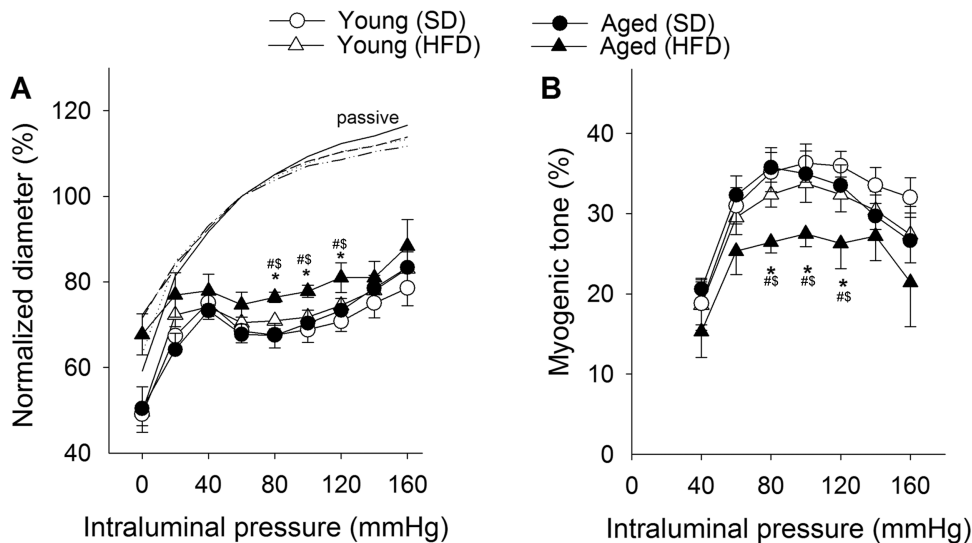 Young (SD)
Aged (SD)
Young (HFD)
Aged (HFD)
A
Normalized diameter (%)
120
100
80
60
40
passive
#$
*
#$
*
#$
*
0
40
80
120
160
Intraluminal pressure (mmHg)
B
Myogenic tone (%)
40
30
20
10
0
*
#$
*
#$
*
#$
0
40
80
120
160
Intraluminal pressure (mmHg)